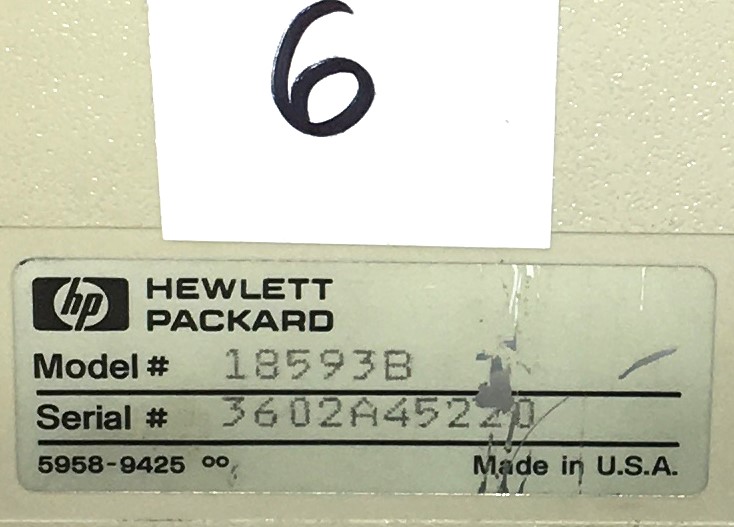 6
hp HEWLETT
PACKARD
Model # 18593B
Serial # 3602A45220
5958-9425 00
Made in U.S.A.